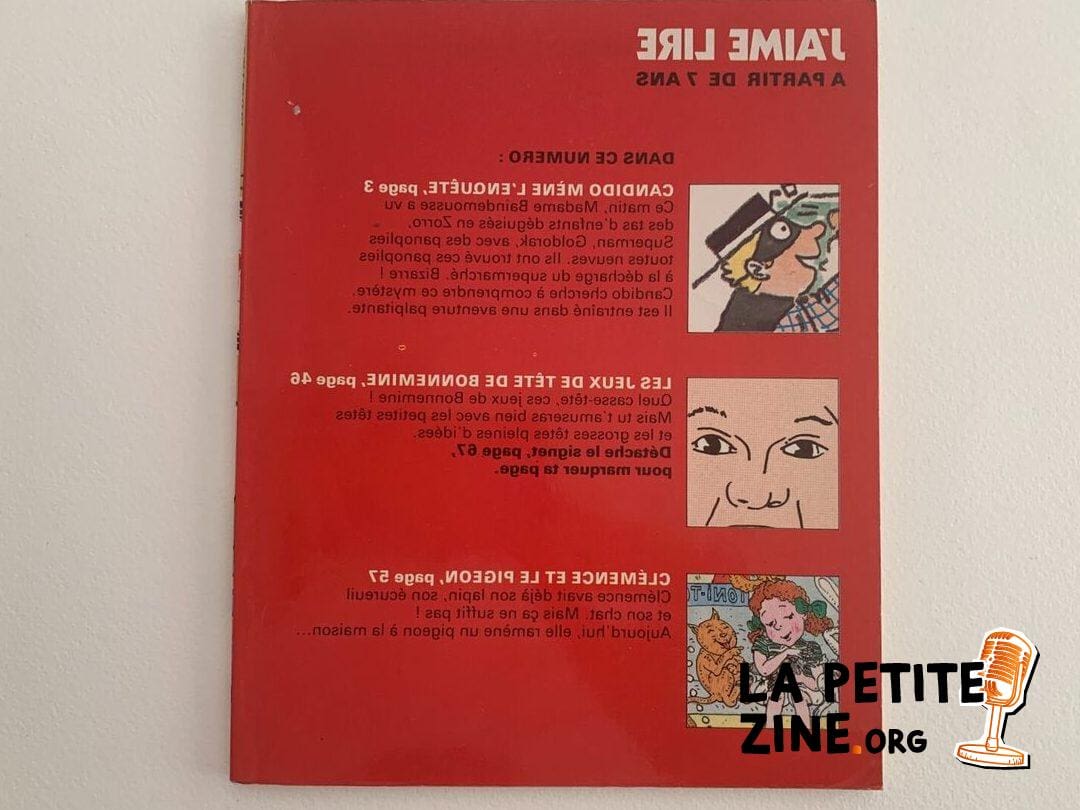 J'AIME LIRE
A PARTIR DE 7 ANS
DANS CE NUMERO :
CANDIDO MÈNE L'ENQUÊTE, page 3
Ce matin, Madame Baindemousse a vu
des tas d'enfants déguisés en Zorro,
Superman, Goldorak, avec des panoplies
toutes neuves. Ils ont trouvé ces panoplies
à la décharge du supermarché. Bizarre !
Candido cherche à comprendre ce mystère.
Il est entraîné dans une aventure palpitante.
LES JEUX DE TÊTE DE BONNEMINE, page 46
Quel casse-tête, ces jeux de Bonnemine !
Mais tu t'amuseras bien avec les petites têtes
et les grosses têtes pleines d'idées.
Détache le signet, page 67,
pour marquer ta page.
CLÉMENCE ET LE PIGEON, page 57
Clémence avait déjà son lapin, son écureuil
et son chat. Mais ça ne suffit pas !
Aujourd'hui, elle ramène un pigeon à la maison...
LA PETITE
ZINE.ORG